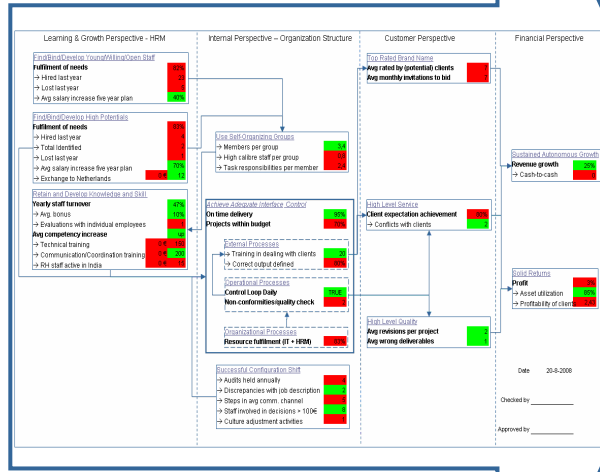 Learning & Growth Perspective - HRM
Internal Perspective – Organization Structure
Customer Perspective
Financial Perspective
Find/Bind/Develop Young/Willing/Open Staff
Fulfilment of needs
→ Hired last year
→ Lost last year
→ Avg salary increase five year plan 40%
Find/Bind/Develop High Potentials
Fulfilment of needs 83%
→ Hired last year
→ Total Identified
→ Lost last year
→ Avg salary increase five year plan 70%
→ Exchange to Netherlands 12
Retain and Develop Knowledge and Skill
Yearly staff turnover 47%
→ Avg. bonus 10%
→ Evaluations with individual employees
Avg competency increase up
→ Technical training
→ Communication/Coordination training 200
→ RH staff active in India
Use Self-Organizing Groups
→ Members per group 3,4
→ High calibre staff per group
→ Task responsibilities per member
Achieve Adequate Interface Control
On time delivery 95%
Projects within budget 70%
External Processes
→ Training in dealing with clients 20
→ Correct output defined
Operational Processes
Control Loop Daily TRUE
Non-conformities/quality check
Organizational Processes
Resource fulfilment (IT + HRM)
Successful Configuration Shift
→ Audits held annually
→ Discrepancies with job description 2
→ Steps in avg comm. channel
→ Staff involved in decisions > 100€ 8
→ Culture adjustment activities
Top Rated Brand Name
Avg rated by (potential) clients
Avg monthly invitations to bid
High Level Service
Client expectation achievement
→ Conflicts with clients 2
High Level Quality
Avg revisions per project 2
Avg wrong deliverables 1
Sustained Autonomous Growth
Revenue growth 25%
→ Cash-to-cash
Solid Returns
Profit
→ Asset utilization 85%
→ Profitability of clients
Date 20-8-2008
Checked by
Approved by